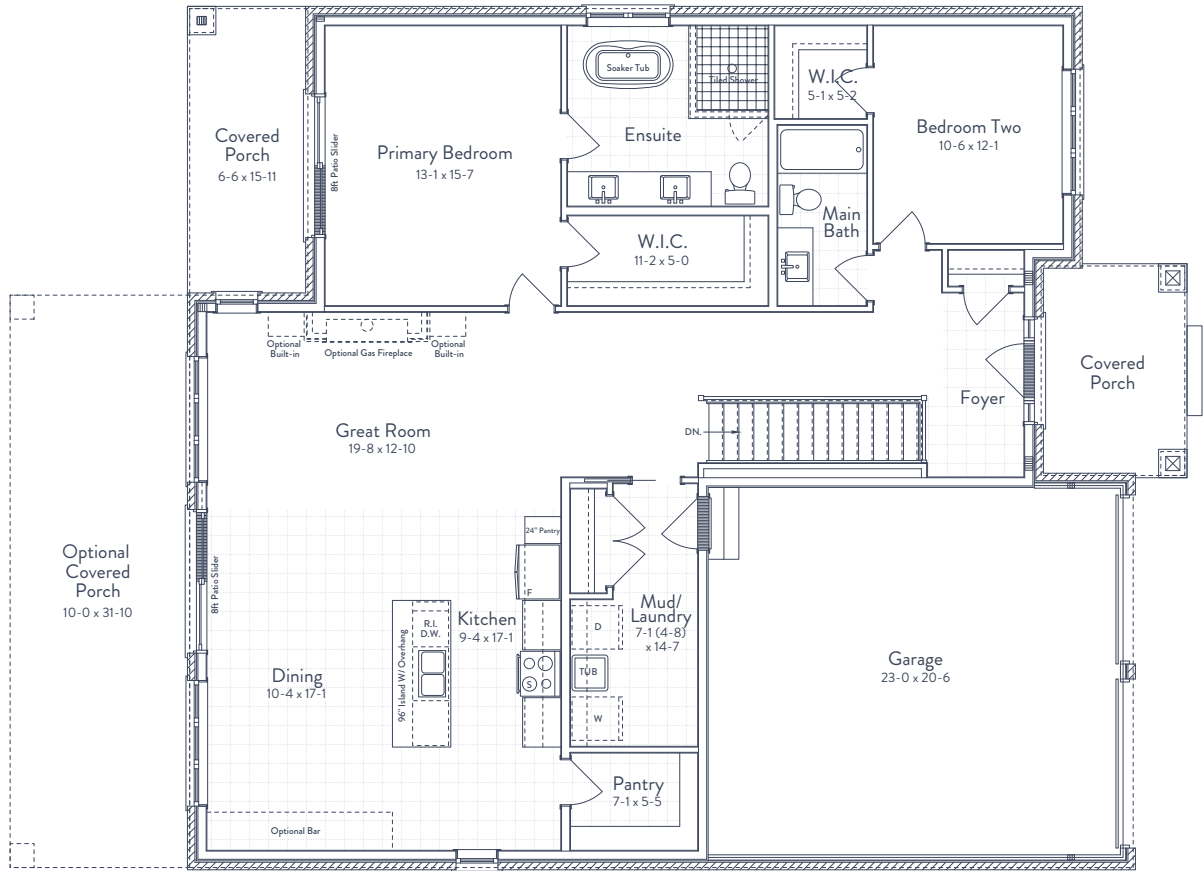 Soaker Tub
Tiled Shower
W.I.C.
5-1 x 5-2
Covered
Porch
6-6 x 15-11
8ft Patio Slider
Primary Bedroom
13-1 x 15-7
Ensuite
Bedroom Two
10-6 x 12-1
Main
Bath
W.I.C.
11-2 x 5-0
Optional
Built-in
Optional Gas Fireplace
Optional
Built-in
Covered
Porch
Foyer
Great Room
19-8 x 12-10
DN.
24" Pantry
Optional
Covered
Porch
10-0 x 31-10
8ft Patio Slider
F
Kitchen
9-4 x 17-1
R.I.
D.W.
96" Island W/ Overhang
S
Mud/
Laundry
7-1 (4-8)
x 14-7
D
TUB
W
Dining
10-4 x 17-1
Garage
23-0 x 20-6
Pantry
7-1 x 5-5
Optional Bar